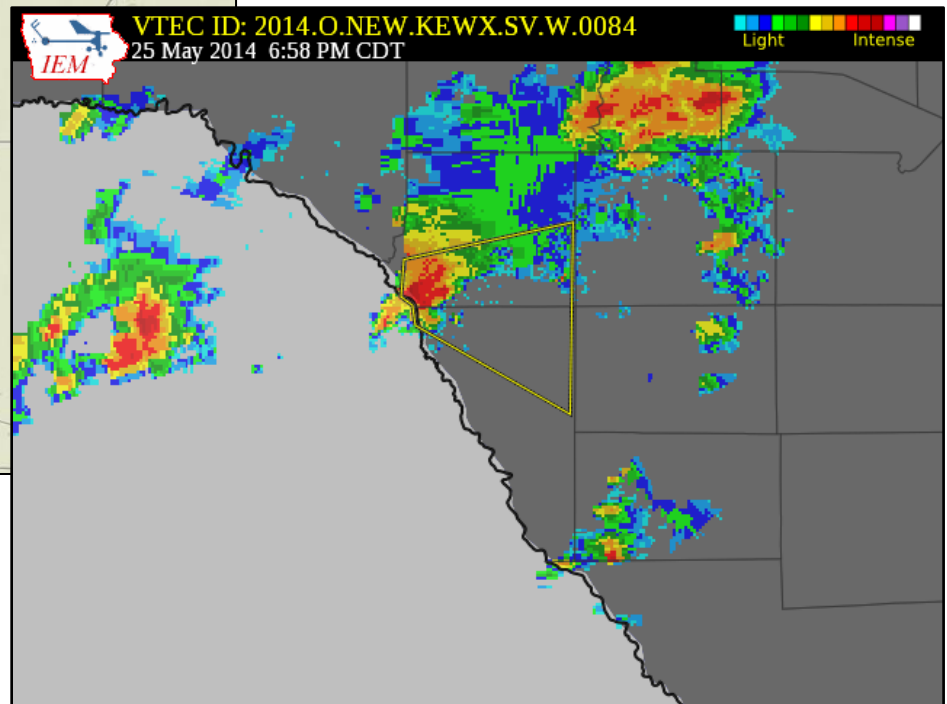 VTEC ID: 2014.O.NEW.KEWX.SV.W.0084
25 May 2014 6:58 PM CDT
IEM
Light
Intense